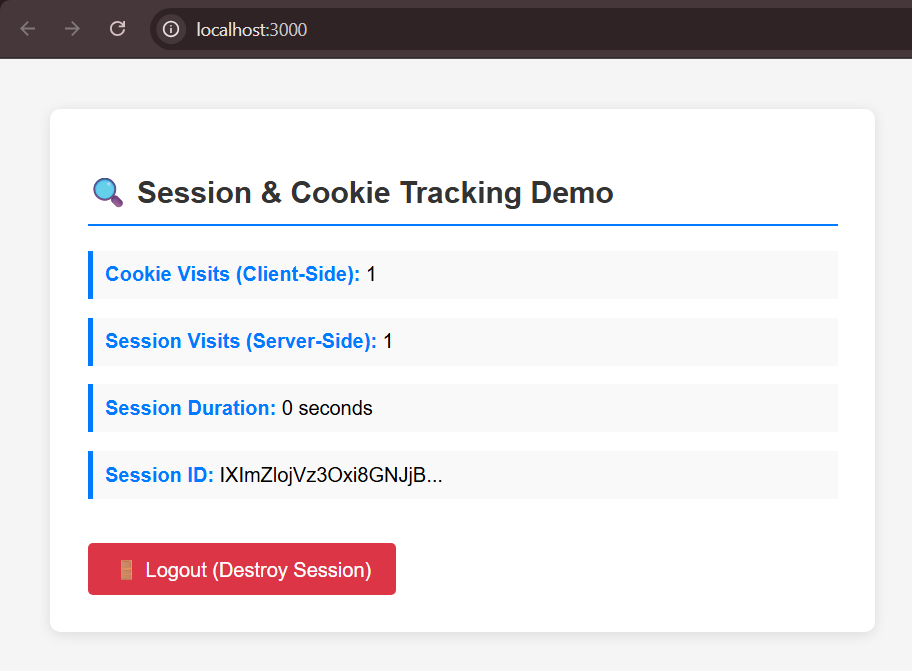 localhost:3000
Session & Cookie Tracking Demo
Cookie Visits (Client-Side): 1
Session Visits (Server-Side): 1
Session Duration: 0 seconds
Session ID: IXImZlojVz3Oxi8GNJjB...
Logout (Destroy Session)